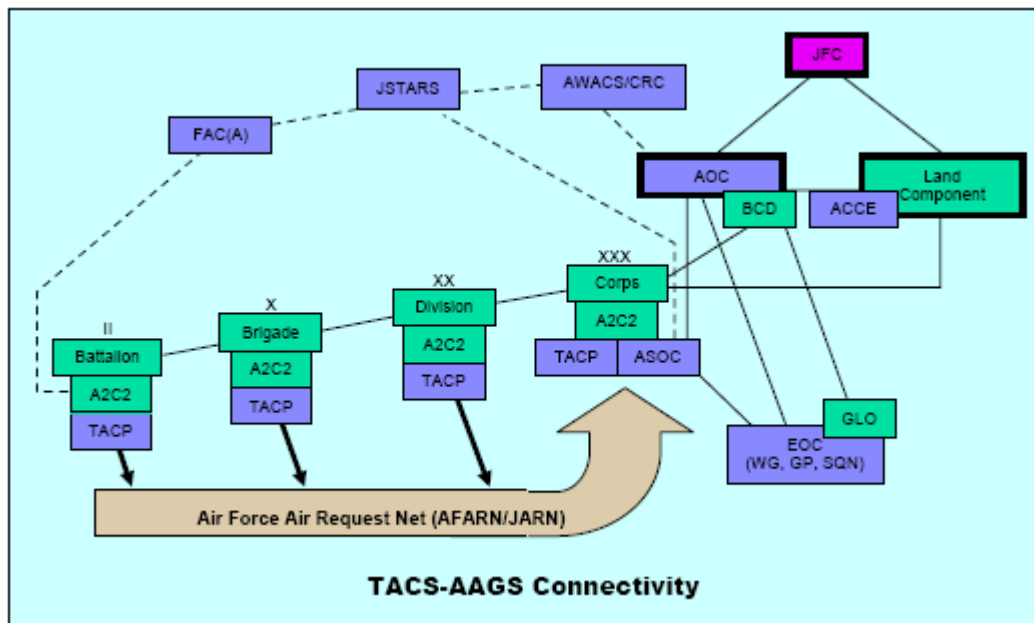 JFC
JSTARS
AWACS/CRC
FAC(A)
AOC
Land
Component
BCD
ACCE
XXX
Corps
A2C2
TACP
ASOC
XX
Division
A2C2
TACP
X
Brigade
A2C2
TACP
II
Battalion
A2C2
TACP
GLO
EOC
(WG, GP, SQN)
Air Force Air Request Net (AFARN/JARN)
TACS-AAGS Connectivity